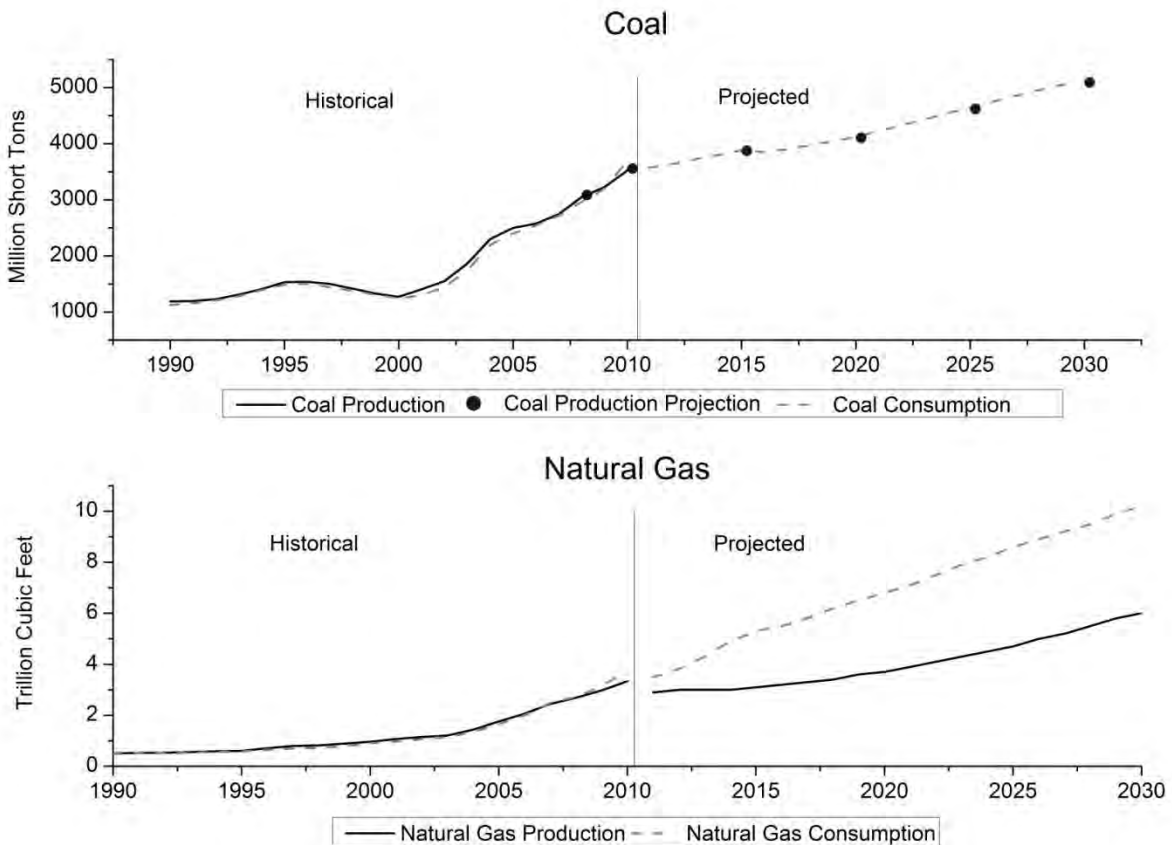 Coal
Million Short Tons
5000
4000
3000
2000
1000
Historical
Projected
1990 1995 2000 2005 2010 2015 2020 2025 2030
Coal Production Coal Production Projection Coal Consumption
Natural Gas
Trillion Cubic Feet
10
8
6
4
2
0
Historical
Projected
1990 1995 2000 2005 2010 2015 2020 2025 2030
Natural Gas Production Natural Gas Consumption